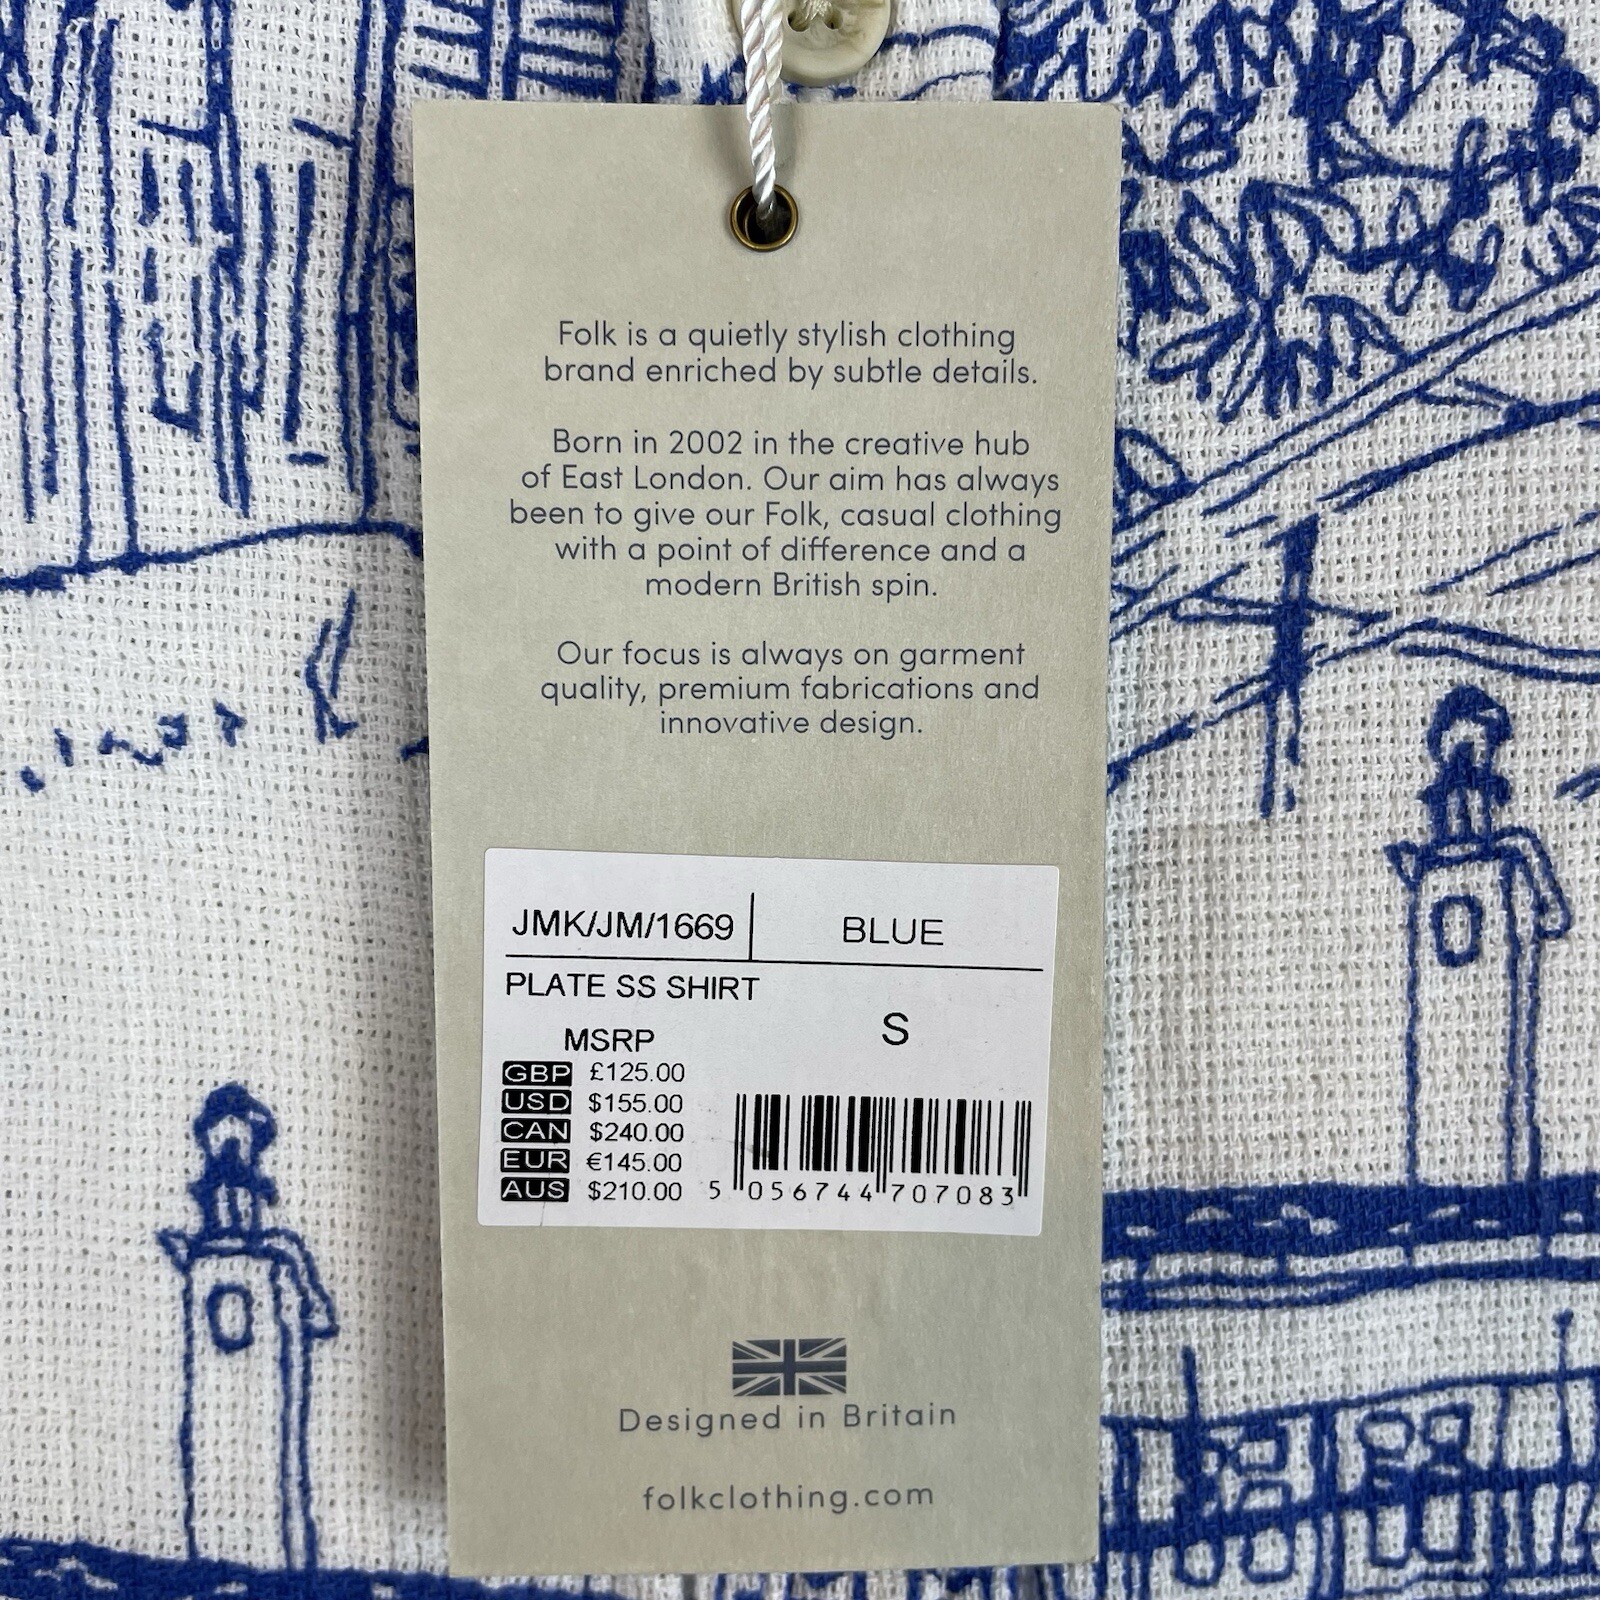 Folk is a quietly stylish clothing
brand enriched by subtle details.
Born in 2002 in the creative hub
of East London. Our aim has always
been to give our Folk, casual clothing
with a point of difference and a
modern British spin.
Our focus is always on garment
quality, premium fabrications and
innovative design.
JMK/JM/1669 BLUE
PLATE SS SHIRT
S
MSRP
GBP £125.00
USD $155.00
CAN $240.00
EUR €145.00
AUS $210.00
5 056744 707083
Designed in Britain
folkclothing.com